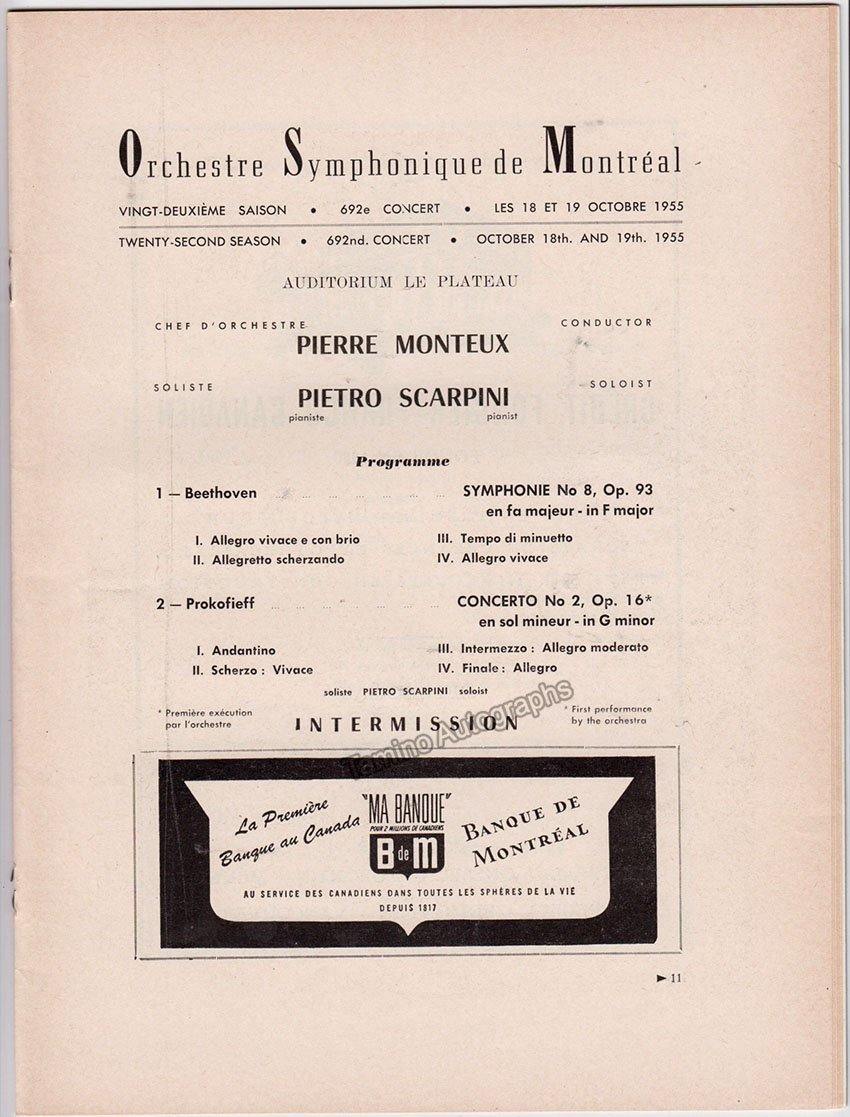 Orchestre Symphonique de Montréal
VINGT-DEUXIÈME SAISON • 692e CONCERT • LES 18 ET 19 OCTOBRE 1955
TWENTY-SECOND SEASON • 692nd. CONCERT • OCTOBER 18th. AND 19th. 1955
AUDITORIUM LE PLATEAU
CHEF D'ORCHESTRE CONDUCTOR
PIERRE MONTEUX
SOLISTE SOLOIST
PIETRO SCARPINI
pianiste pianist
Programme
1 — Beethoven ... ... ... ... ... ... SYMPHONIE No 8, Op. 93
en fa majeur - in F major
I. Allegro vivace e con brio III. Tempo di minuetto
II. Allegretto scherzando IV. Allegro vivace
2 — Prokofieff ... ... ... ... ... ... CONCERTO No 2, Op. 16*
en sol mineur - in G minor
I. Andantino III. Intermezzo : Allegro moderato
II. Scherzo : Vivace IV. Finale : Allegro
soliste PIETRO SCARPINI soloist
* Première exécution * First performance
par l'orchestre INTERMISSION by the orchestra
Tamino Autographs
La Première Banque au Canada
"MA BANQUE"
POUR 2 MILLIONS DE CANADIENS
B de M
BANQUE DE MONTRÉAL
AU SERVICE DES CANADIENS DANS TOUTES LES SPHÈRES DE LA VIE
DEPUIS 1817
► 11